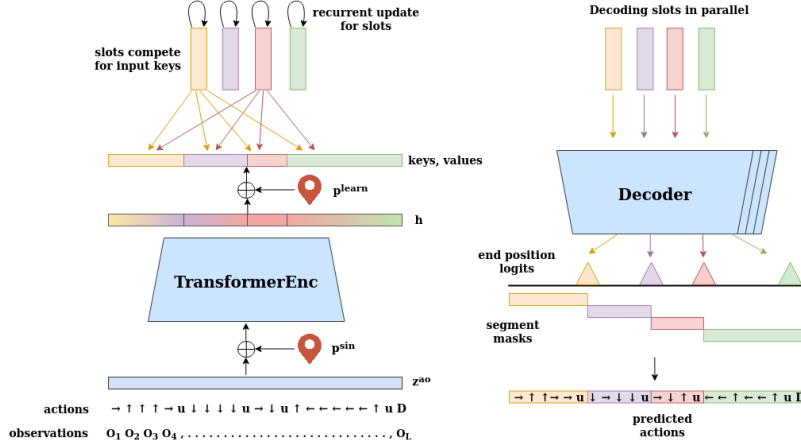 recurrent update
for slots
slots compete
for input keys
keys, values
p^learn
h
TransformerEnc
p^sin
z^ao
actions → ↑ ↑ ↑ → u ↓ ↓ ↓ ↓ u → ↓ u ↑ ← ← ← ← ← ↑ u D
observations O₁ O₂ O₃ O₄ , . . . . . . . . . . . . . . . . . . . . . . . . . . . . , O_L
Decoding slots in parallel
Decoder
end position
logits
segment
masks
→ ↑ ↑ → → u ↓ → ↓ ↓ u → ↓ ↑ u ← ← ↑ ← ← ↑ u D
predicted
actions